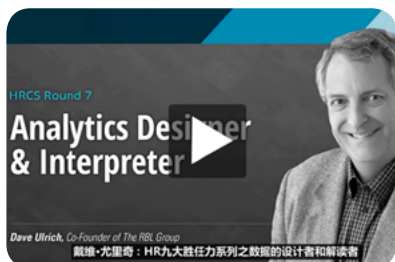 HRCS Round 7
Analytics Designer
& Interpreter
Dave Ulrich, Co-Founder of The RBL Group
戴维•尤里奇：HR九大胜任力系列之数据的设计者和解读者